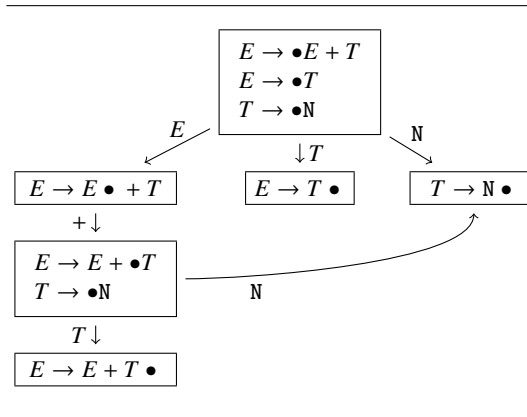 E → •E + T
E → •T
T → •N
E
↓ T
N
E → E • + T
E → T •
T → N •
+ ↓
E → E + •T
T → •N
N
T ↓
E → E + T •